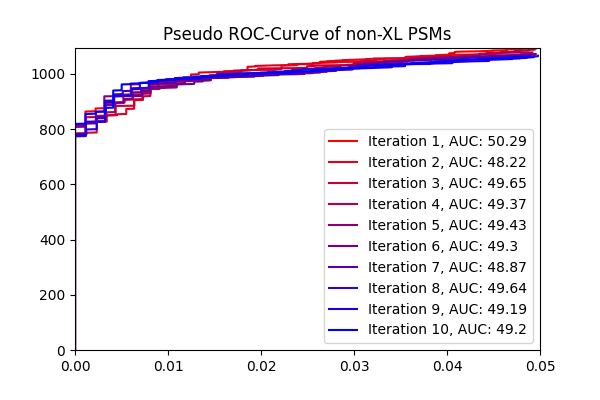 Pseudo ROC-Curve of non-XL PSMs
1000
800
600
400
200
0
Iteration 1, AUC: 50.29
Iteration 2, AUC: 48.22
Iteration 3, AUC: 49.65
Iteration 4, AUC: 49.37
Iteration 5, AUC: 49.43
Iteration 6, AUC: 49.3
Iteration 7, AUC: 48.87
Iteration 8, AUC: 49.64
Iteration 9, AUC: 49.19
Iteration 10, AUC: 49.2
0.00 0.01 0.02 0.03 0.04 0.05